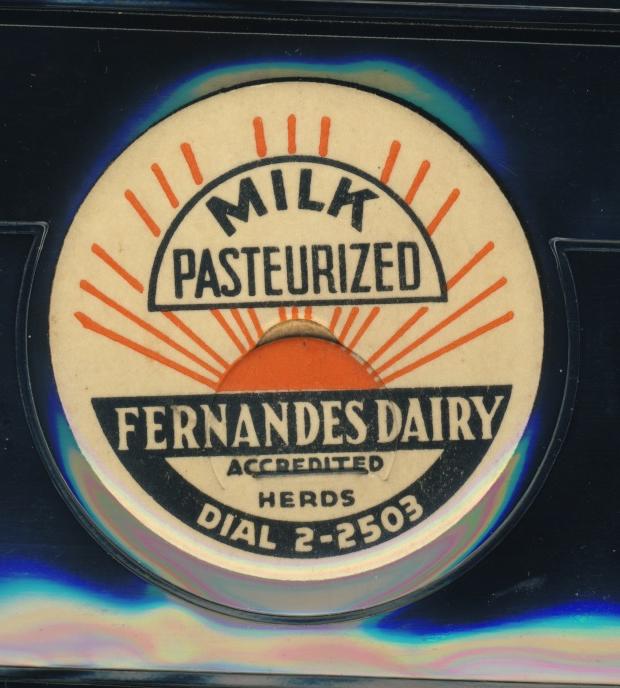 MILK
PASTEURIZED
FERNANDES DAIRY
ACCREDITED
HERDS
DIAL 2-2503